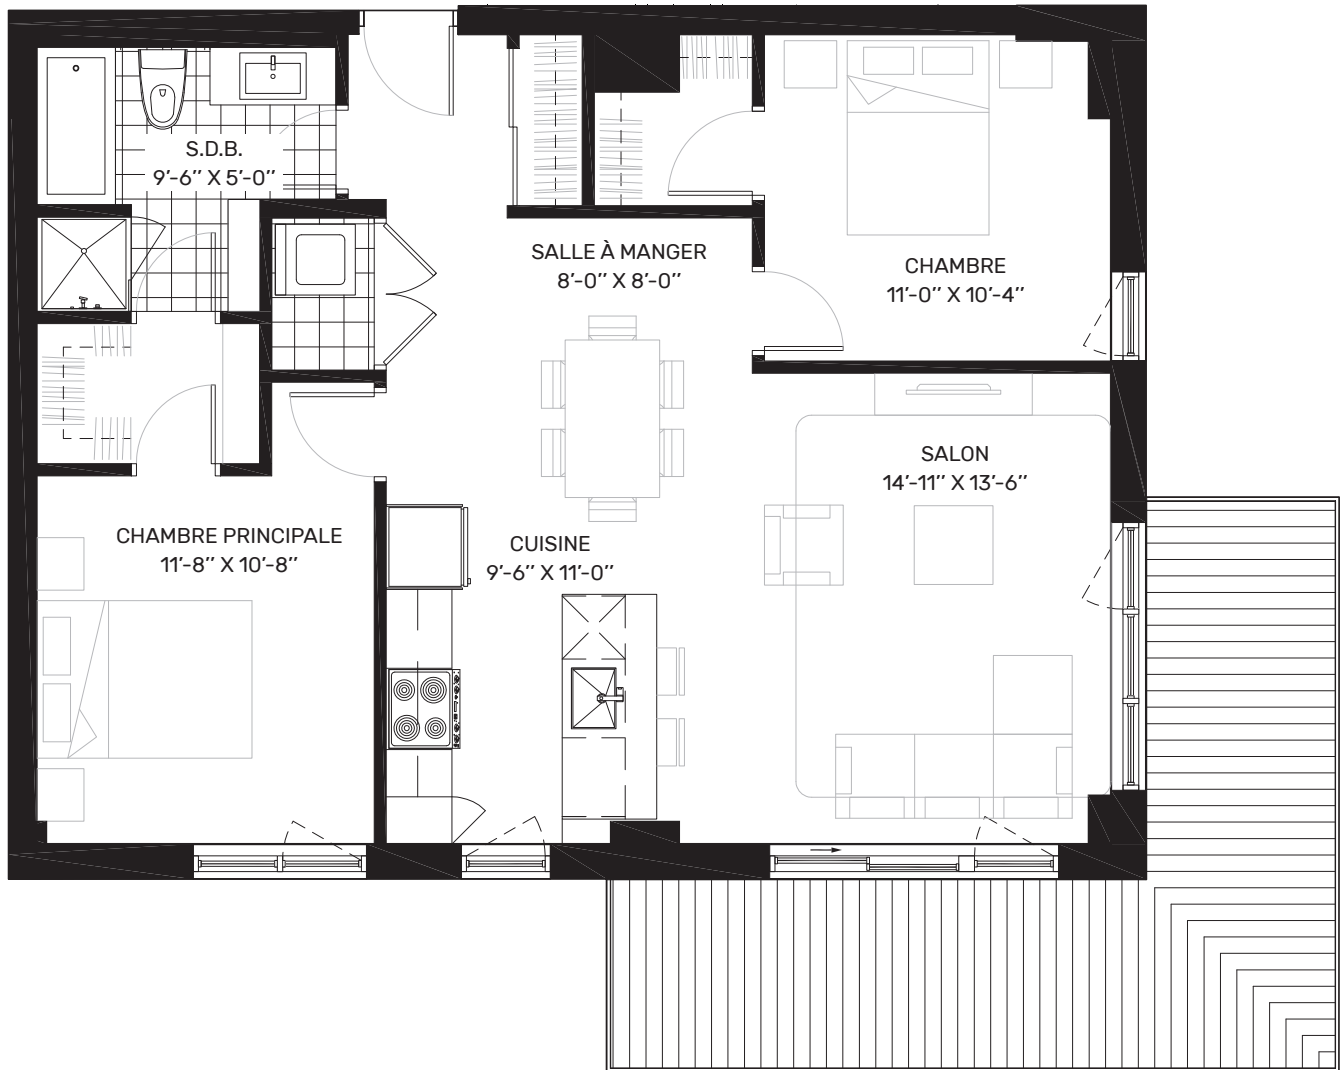 S.D.B.
9'-6’’ X 5'-0’’
SALLE À MANGER
8'-0’’ X 8'-0’’
CHAMBRE
11'-0’’ X 10'-4’’
SALON
14'-11’’ X 13'-6’’
CHAMBRE PRINCIPALE
11'-8’’ X 10'-8’’
CUISINE
9'-6’’ X 11'-0’’